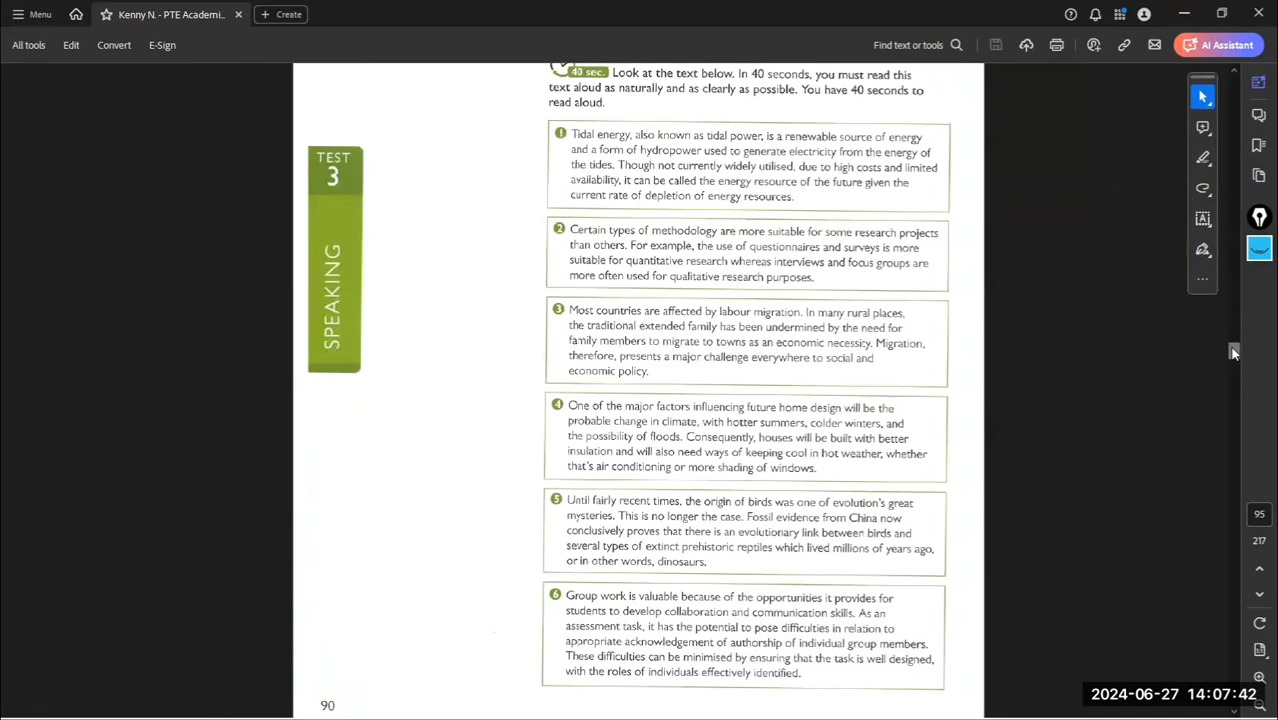 Menu
Kenny N. - PTE Academi...
Create
All tools
Edit
Convert
E-Sign
Find text or tools
AI Assistant
40 sec. Look at the text below. In 40 seconds, you must read this
text aloud as naturally and as clearly as possible. You have 40 seconds to
read aloud.
TEST
3
SPEAKING
1 Tidal energy, also known as tidal power, is a renewable source of energy
and a form of hydropower used to generate electricity from the energy of
the tides. Though not currently widely utilised, due to high costs and limited
availability, it can be called the energy resource of the future given the
current rate of depletion of energy resources.
2 Certain types of methodology are more suitable for some research projects
than others. For example, the use of questionnaires and surveys is more
suitable for quantitative research whereas interviews and focus groups are
more often used for qualitative research purposes.
3 Most countries are affected by labour migration. In many rural places,
the traditional extended family has been undermined by the need for
family members to migrate to towns as an economic necessity. Migration,
therefore, presents a major challenge everywhere to social and
economic policy.
4 One of the major factors influencing future home design will be the
probable change in climate, with hotter summers, colder winters, and
the possibility of floods. Consequently, houses will be built with better
insulation and will also need ways of keeping cool in hot weather, whether
that's air conditioning or more shading of windows.
5 Until fairly recent times, the origin of birds was one of evolution's great
mysteries. This is no longer the case. Fossil evidence from China now
conclusively proves that there is an evolutionary link between birds and
several types of extinct prehistoric reptiles which lived millions of years ago,
or in other words, dinosaurs.
6 Group work is valuable because of the opportunities it provides for
students to develop collaboration and communication skills. As an
assessment task, it has the potential to pose difficulties in relation to
appropriate acknowledgement of authorship of individual group members.
These difficulties can be minimised by ensuring that the task is well designed,
with the roles of individuals effectively identified.
90
95
217
2024-06-27 14:07:42